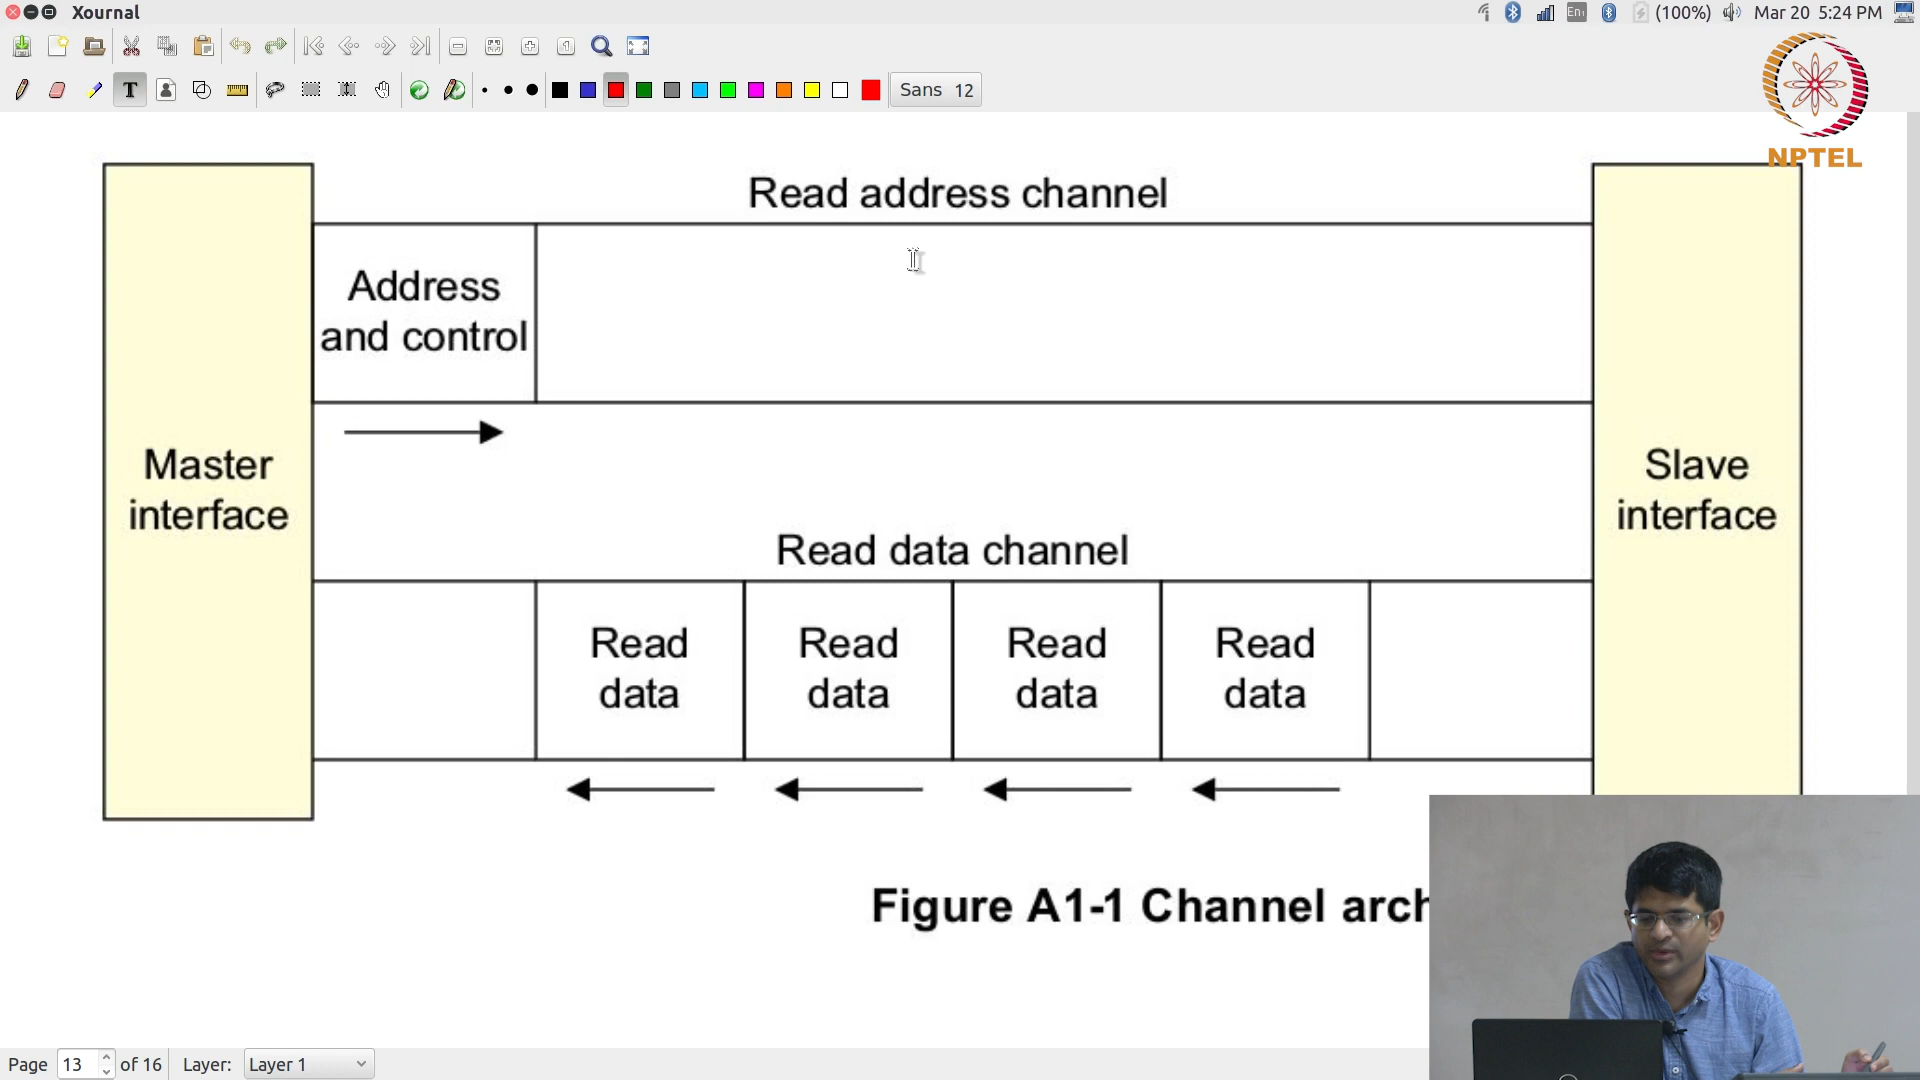 Xournal
En1
(100%)
Mar 20 5:24 PM
T
Sans 12
NPTEL
Read address channel
Address
and control
Master
interface
Slave
interface
Read data channel
Read
data
Read
data
Read
data
Read
data
Figure A1-1 Channel arch
Page 13 of 16 Layer: Layer 1